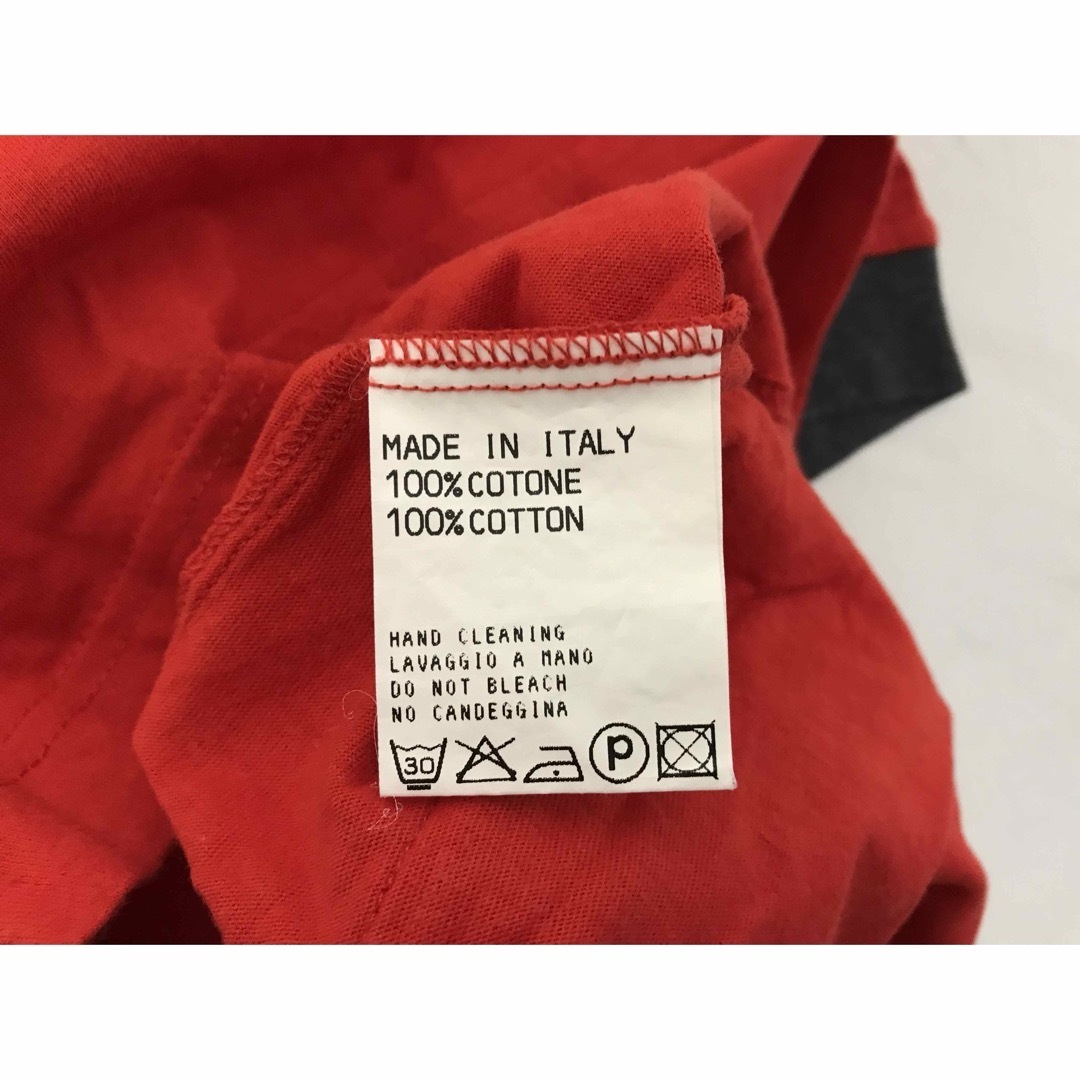 MADE IN ITALY
100%COTONE
100%COTTON
HAND CLEANING
LAVAGGIO A MANO
DO NOT BLEACH
NO CANDEGGINA
30 P